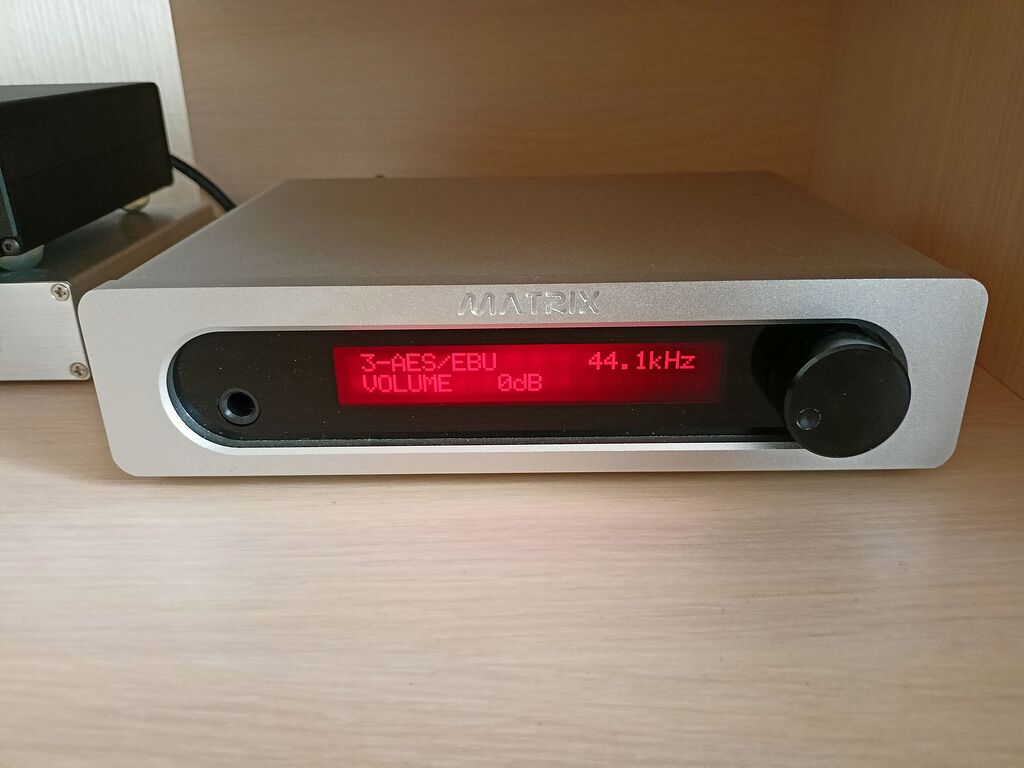 MATRIX
3-AES/EBU 44.1kHz
VOLUME 0dB